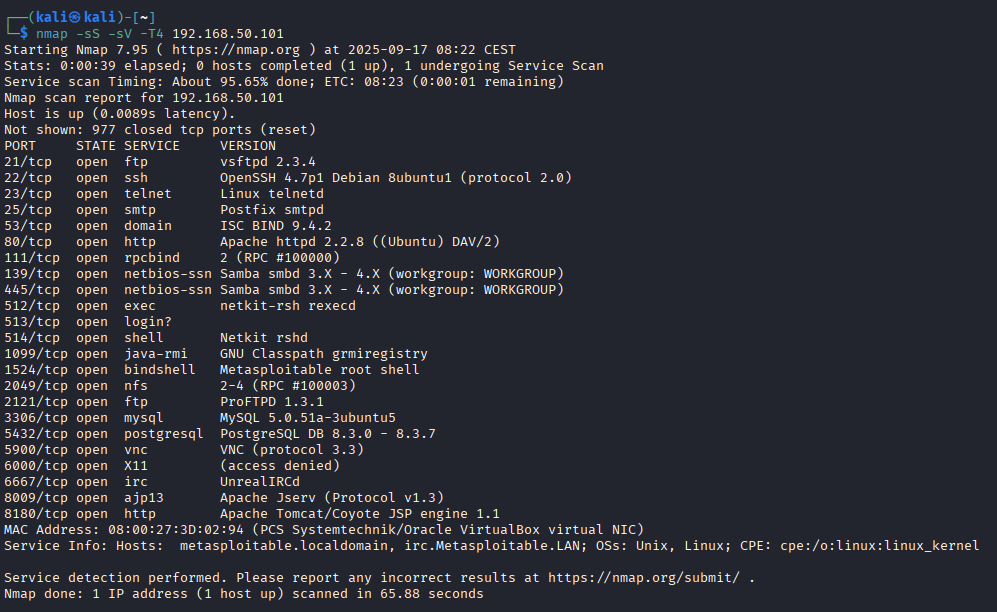 ┌──(kali㉿kali)-[~]
└─$ nmap -sS -sV -T4 192.168.50.101
Starting Nmap 7.95 ( https://nmap.org ) at 2025-09-17 08:22 CEST
Stats: 0:00:39 elapsed; 0 hosts completed (1 up), 1 undergoing Service Scan
Service scan Timing: About 95.65% done; ETC: 08:23 (0:00:01 remaining)
Nmap scan report for 192.168.50.101
Host is up (0.0089s latency).
Not shown: 977 closed tcp ports (reset)
PORT     STATE SERVICE     VERSION
21/tcp   open  ftp         vsftpd 2.3.4
22/tcp   open  ssh         OpenSSH 4.7p1 Debian 8ubuntu1 (protocol 2.0)
23/tcp   open  telnet      Linux telnetd
25/tcp   open  smtp        Postfix smtpd
53/tcp   open  domain      ISC BIND 9.4.2
80/tcp   open  http        Apache httpd 2.2.8 ((Ubuntu) DAV/2)
111/tcp  open  rpcbind     2 (RPC #100000)
139/tcp  open  netbios-ssn Samba smbd 3.X - 4.X (workgroup: WORKGROUP)
445/tcp  open  netbios-ssn Samba smbd 3.X - 4.X (workgroup: WORKGROUP)
512/tcp  open  exec        netkit-rsh rexecd
513/tcp  open  login?
514/tcp  open  shell       Netkit rshd
1099/tcp open  java-rmi    GNU Classpath grmiregistry
1524/tcp open  bindshell   Metasploitable root shell
2049/tcp open  nfs         2-4 (RPC #100003)
2121/tcp open  ftp         ProFTPD 1.3.1
3306/tcp open  mysql       MySQL 5.0.51a-3ubuntu5
5432/tcp open  postgresql  PostgreSQL DB 8.3.0 - 8.3.7
5900/tcp open  vnc         VNC (protocol 3.3)
6000/tcp open  X11         (access denied)
6667/tcp open  irc         UnrealIRCd
8009/tcp open  ajp13       Apache Jserv (Protocol v1.3)
8180/tcp open  http        Apache Tomcat/Coyote JSP engine 1.1
MAC Address: 08:00:27:3D:02:94 (PCS Systemtechnik/Oracle VirtualBox virtual NIC)
Service Info: Hosts:  metasploitable.localdomain, irc.Metasploitable.LAN; OSs: Unix, Linux; CPE: cpe:/o:linux:linux_kernel

Service detection performed. Please report any incorrect results at https://nmap.org/submit/ .
Nmap done: 1 IP address (1 host up) scanned in 65.88 seconds